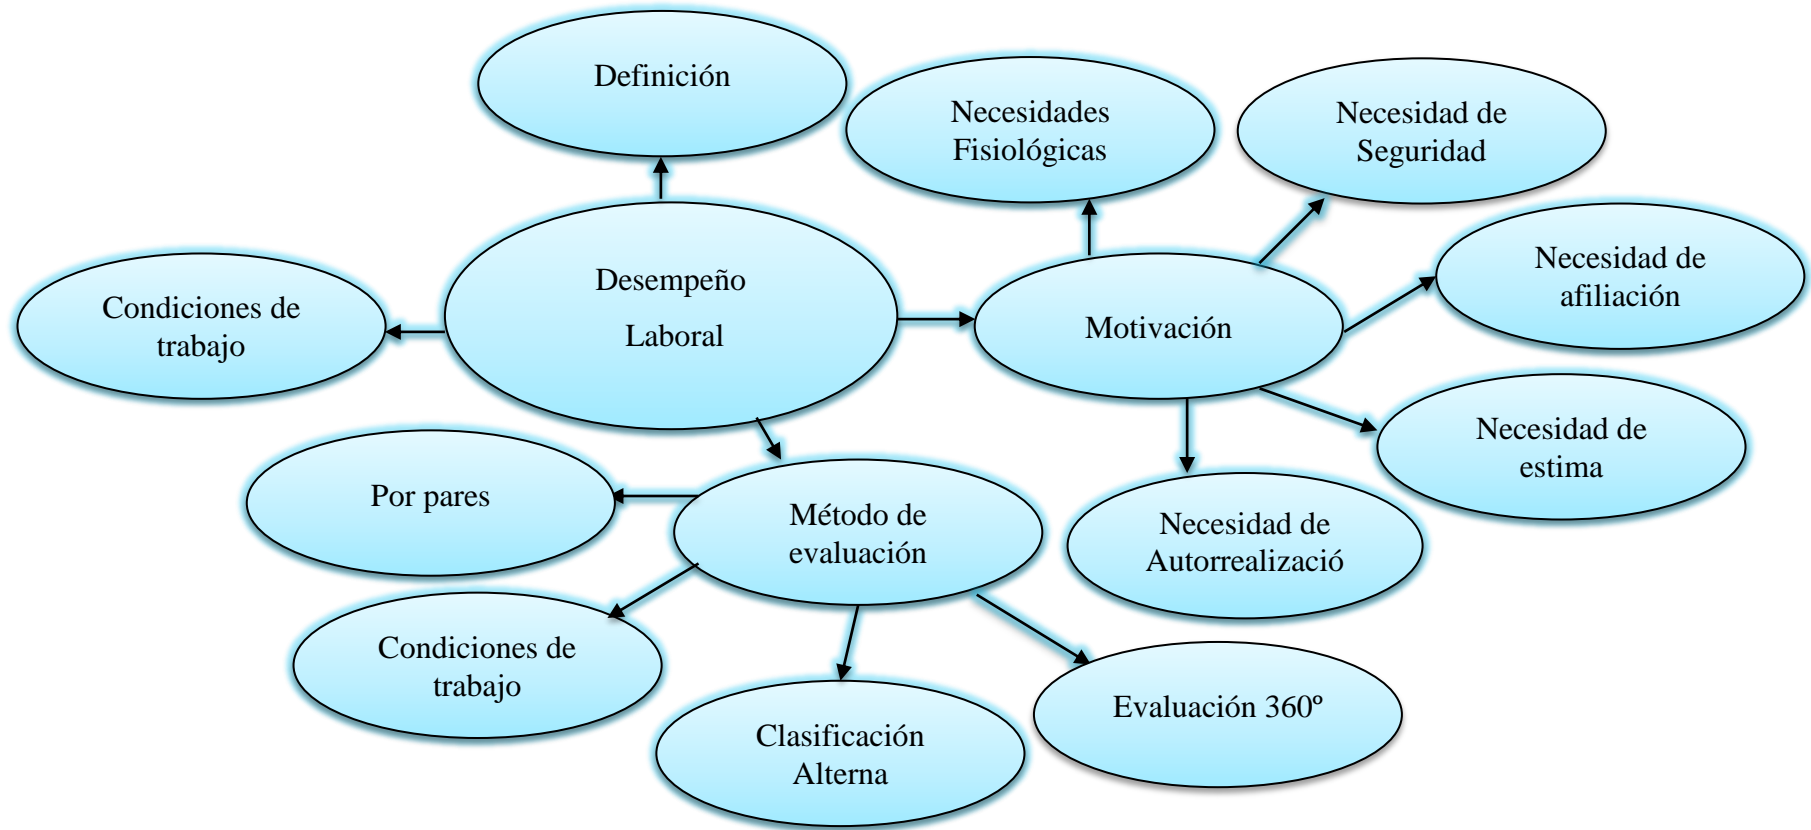 Definición
Necesidades
Fisiológicas
Necesidad de
Seguridad
Desempeño
Laboral
Condiciones de
trabajo
Motivación
Necesidad de
afiliación
Necesidad de
estima
Por pares
Método de
evaluación
Necesidad de
Autorrealizació
Condiciones de
trabajo
Clasificación
Alterna
Evaluación 360º